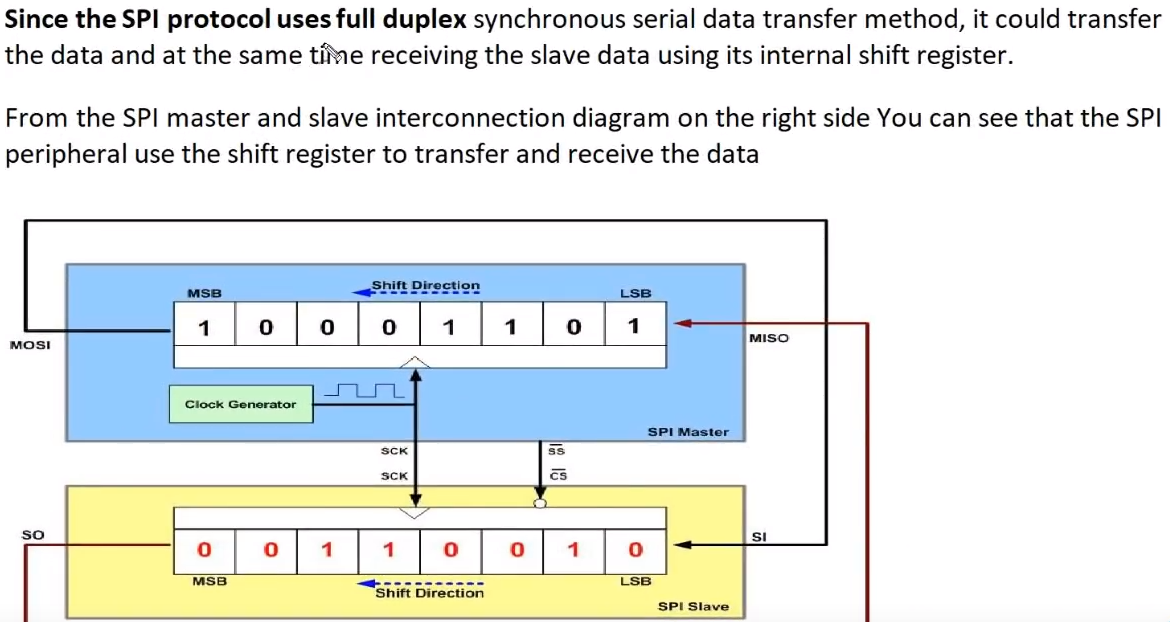 Since the SPI protocol uses full duplex synchronous serial data transfer method, it could transfer
the data and at the same time receiving the slave data using its internal shift register.
From the SPI master and slave interconnection diagram on the right side You can see that the SPI
peripheral use the shift register to transfer and receive the data
MSB Shift Direction LSB
1 0 0 0 1 1 0 1
MOSI MISO
Clock Generator
SPI Master
SCK SS
SCK CS
SO SI
0 0 1 1 0 0 1 0
MSB LSB
Shift Direction
SPI Slave